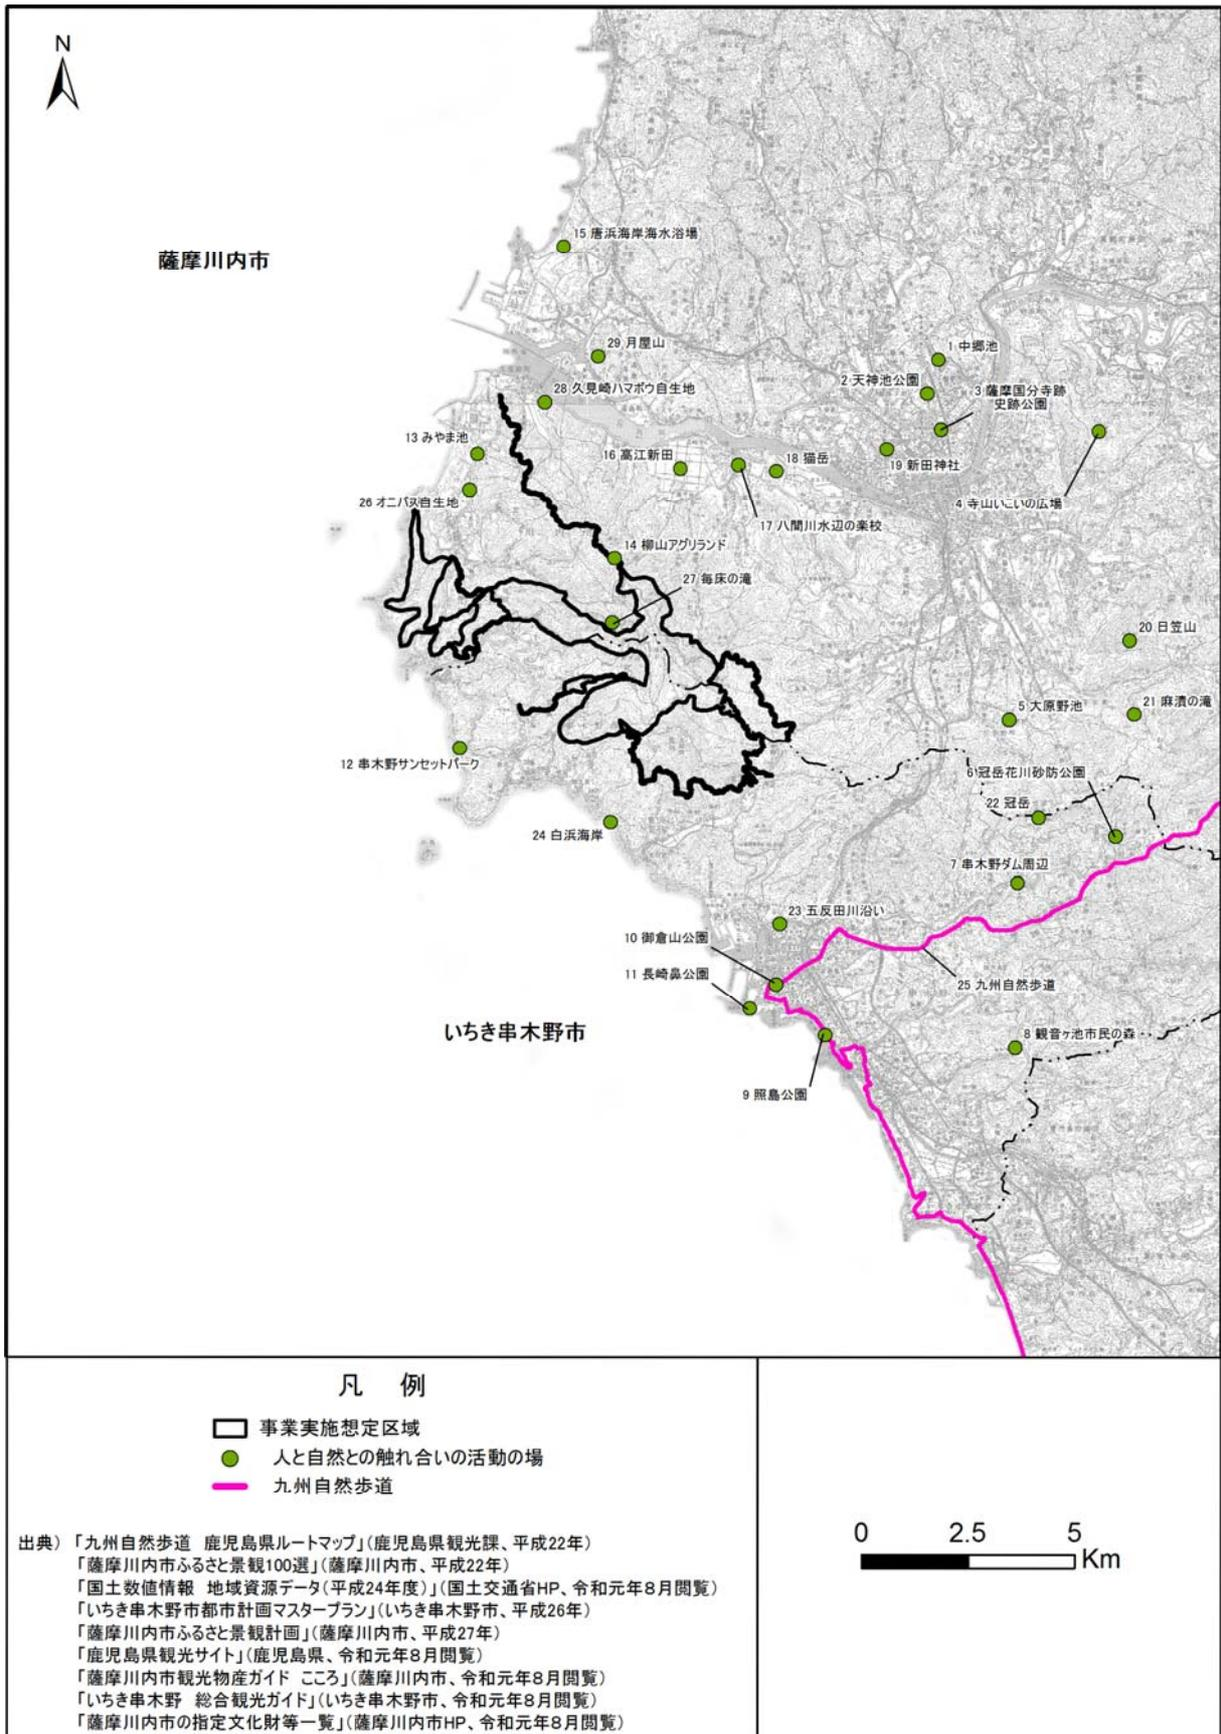 N
薩摩川内市
15 唐浜海岸海水浴場
29 月屋山
1 中郷池
2 天神池公園
28 久見崎ハマボウ自生地
3 薩摩国分寺跡
史跡公園
13 みやま池
16 高江新田
18 猫岳
19 新田神社
26 オニバス自生地
4 寺山いこいの広場
17 八間川水辺の楽校
14 柳山アグリランド
27 毎床の滝
20 日笠山
5 大原野池
21 麻漬の滝
12 串木野サンセットパーク
6 冠岳花川砂防公園
22 冠岳
24 白浜海岸
7 串木野ダム周辺
23 五反田川沿い
10 御倉山公園
11 長崎鼻公園
25 九州自然歩道
いちき串木野市
8 観音ヶ池市民の森
9 照島公園
凡 例
事業実施想定区域
人と自然との触れ合いの活動の場
九州自然歩道
出典) 「九州自然歩道 鹿児島県ルートマップ」(鹿児島県観光課、平成22年)
「薩摩川内市ふるさと景観100選」(薩摩川内市、平成22年)
「国土数値情報 地域資源データ(平成24年度)」(国土交通省HP、令和元年8月閲覧)
「いちき串木野市都市計画マスタープラン」(いちき串木野市、平成26年)
「薩摩川内市ふるさと景観計画」(薩摩川内市、平成27年)
「鹿児島県観光サイト」(鹿児島県、令和元年8月閲覧)
「薩摩川内市観光物産ガイド こころ」(薩摩川内市、令和元年8月閲覧)
「いちき串木野 総合観光ガイド」(いちき串木野市、令和元年8月閲覧)
「薩摩川内市の指定文化財等一覧」(薩摩川内市HP、令和元年8月閲覧)
0 2.5 5
Km